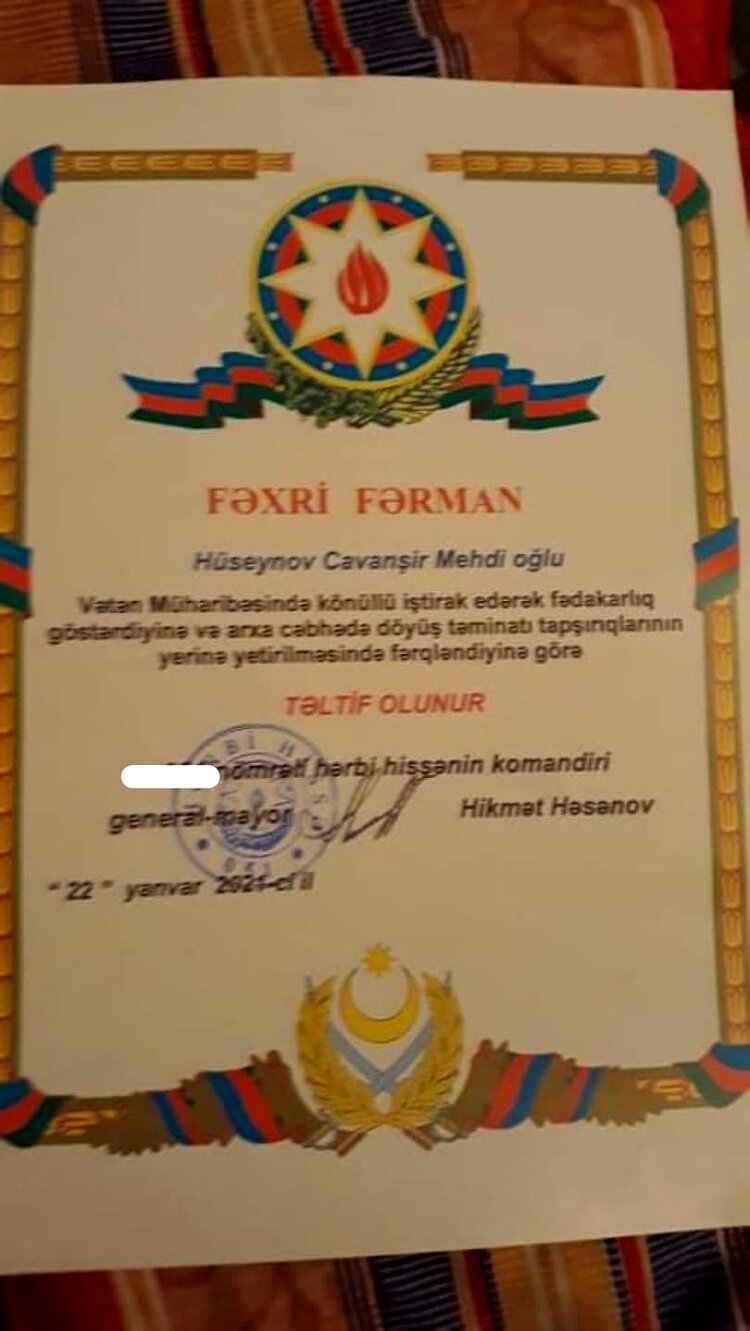 FƏXRİ FƏRMAN
Hüseynov Cavanşir Mehdi oğlu
Vətən Müharibəsində könüllü iştirak edərək fədakarlıq
göstərdiyinə və arxa cəbhədə döyüş təminatı tapşırıqlarının
yerinə yetirilməsində fərqləndiyinə görə
TƏLTİF OLUNUR
nömrəli hərbi hissənin komandiri
general-mayor Hikmət Həsənov
“ 22 ” yanvar 2021-ci il